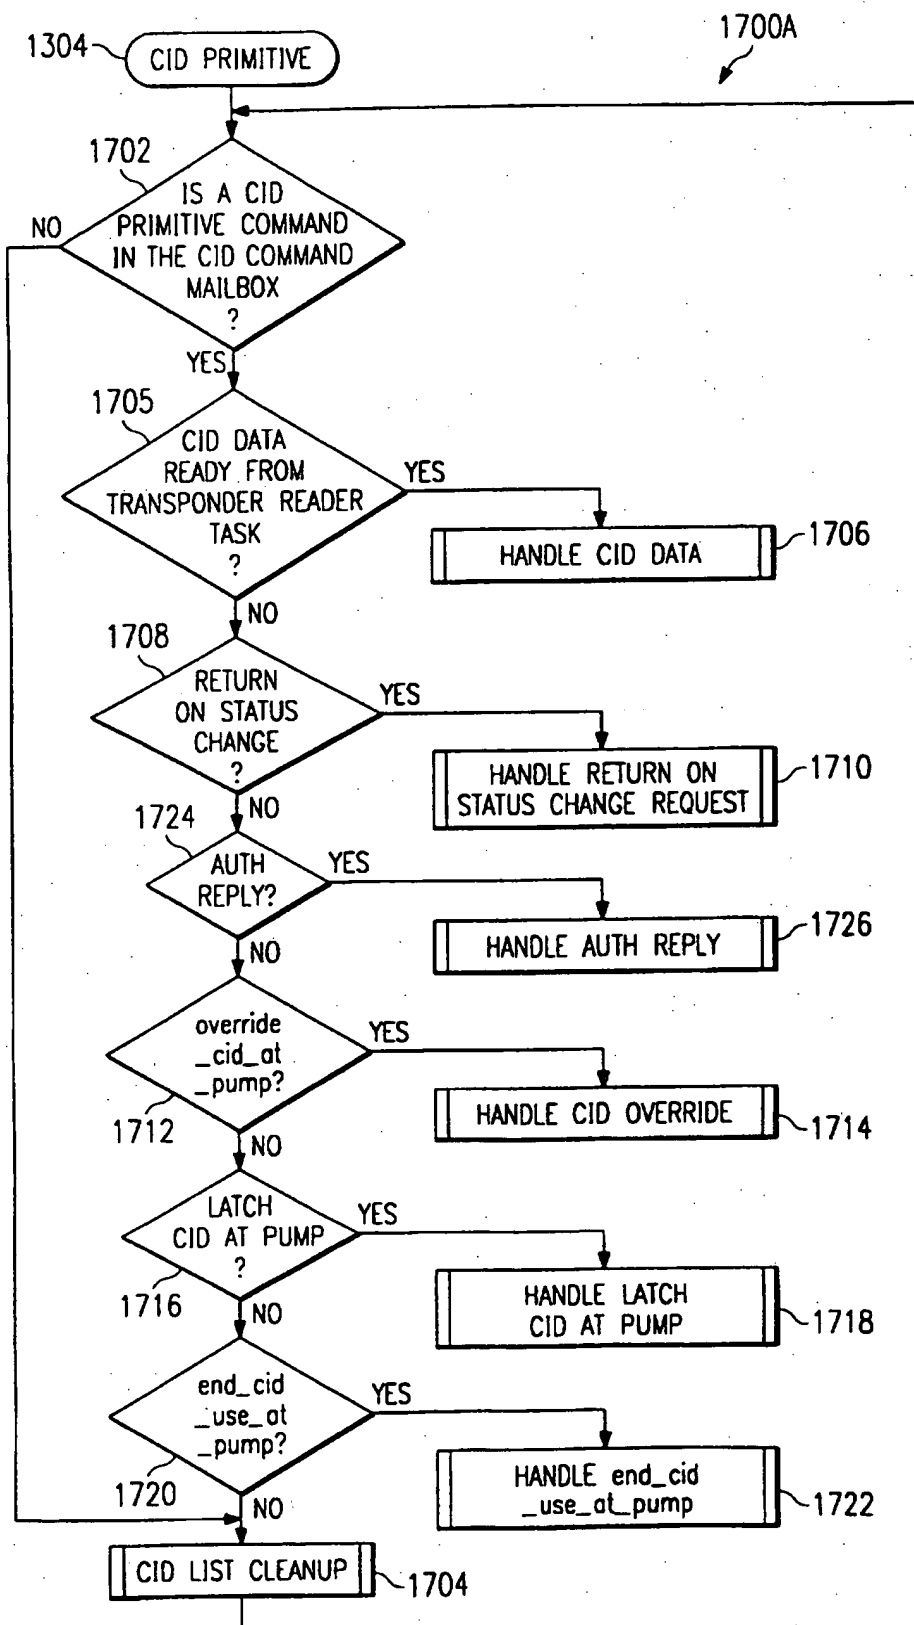 1304
CID PRIMITIVE
1700A
1702
IS A CID
PRIMITIVE COMMAND
IN THE CID COMMAND
MAILBOX
?
NO
YES
1705
CID DATA
READY FROM
TRANSPONDER READER
TASK
?
YES
HANDLE CID DATA
1706
NO
1708
RETURN
ON STATUS
CHANGE
?
YES
HANDLE RETURN ON
STATUS CHANGE REQUEST
1710
NO
1724
AUTH
REPLY?
YES
HANDLE AUTH REPLY
1726
NO
override
_cid_at
_pump?
1712
YES
HANDLE CID OVERRIDE
1714
NO
LATCH
CID AT PUMP
?
1716
YES
HANDLE LATCH
CID AT PUMP
1718
NO
end_cid
_use_at
_pump?
1720
YES
HANDLE end_cid
_use_at_pump
1722
NO
CID LIST CLEANUP
1704